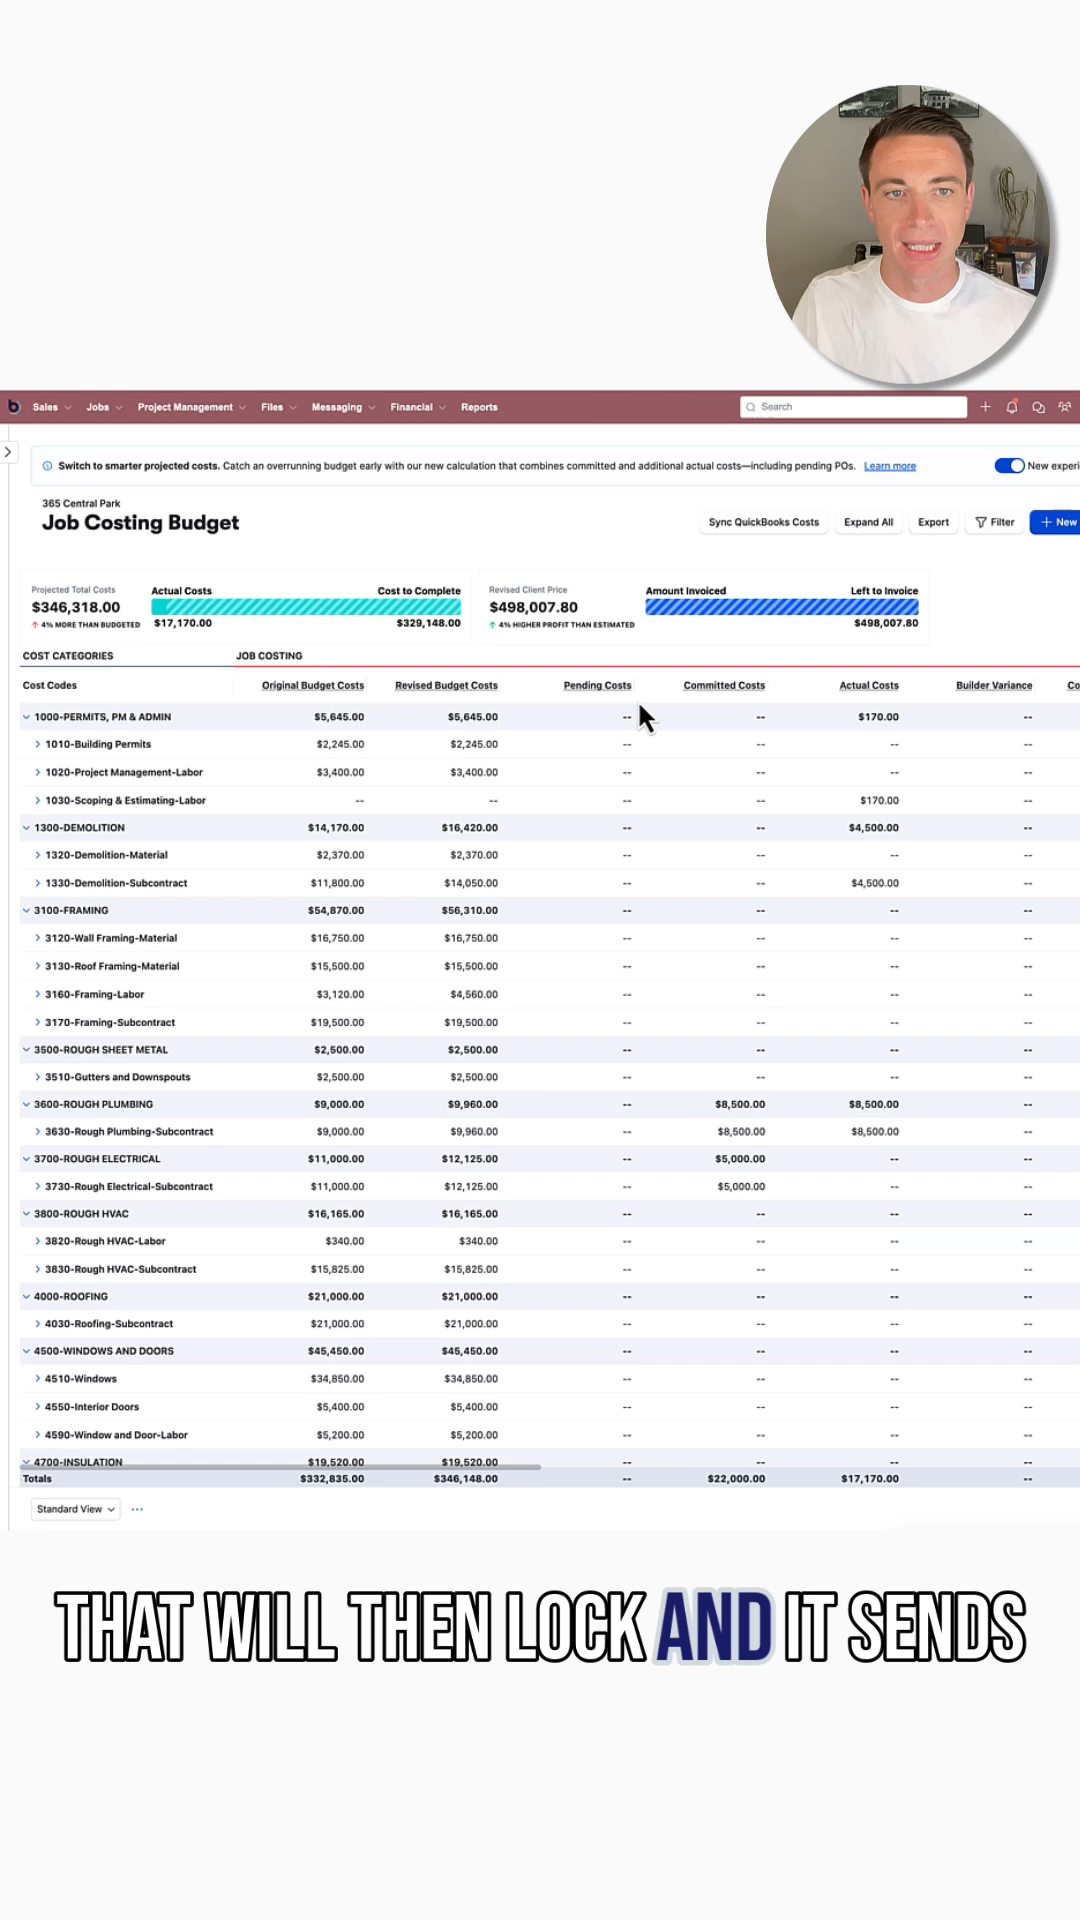 Sales Jobs Project Management Files Messaging Financial Reports Search
Switch to smarter projected costs. Catch an overrunning budget early with our new calculation that combines committed and additional actual costs—including pending POs. Learn more New experi
365 Central Park
Job Costing Budget
Sync QuickBooks Costs Expand All Export Filter + New
Projected Total Costs Actual Costs Cost to Complete Revised Client Price Amount Invoiced Left to Invoice
$346,318.00 $498,007.80
↑ 4% MORE THAN BUDGETED $17,170.00 $329,148.00 ↑ 4% HIGHER PROFIT THAN ESTIMATED $498,007.80
COST CATEGORIES JOB COSTING
Cost Codes Original Budget Costs Revised Budget Costs Pending Costs Committed Costs Actual Costs Builder Variance Co
1000-PERMITS, PM & ADMIN $5,645.00 $5,645.00 -- -- $170.00 --
1010-Building Permits $2,245.00 $2,245.00 -- -- -- --
1020-Project Management-Labor $3,400.00 $3,400.00 -- -- -- --
1030-Scoping & Estimating-Labor -- -- -- -- $170.00 --
1300-DEMOLITION $14,170.00 $16,420.00 -- -- $4,500.00 --
1320-Demolition-Material $2,370.00 $2,370.00 -- -- -- --
1330-Demolition-Subcontract $11,800.00 $14,050.00 -- -- $4,500.00 --
3100-FRAMING $54,870.00 $56,310.00 -- -- -- --
3120-Wall Framing-Material $16,750.00 $16,750.00 -- -- -- --
3130-Roof Framing-Material $15,500.00 $15,500.00 -- -- -- --
3160-Framing-Labor $3,120.00 $4,560.00 -- -- -- --
3170-Framing-Subcontract $19,500.00 $19,500.00 -- -- -- --
3500-ROUGH SHEET METAL $2,500.00 $2,500.00 -- -- -- --
3510-Gutters and Downspouts $2,500.00 $2,500.00 -- -- -- --
3600-ROUGH PLUMBING $9,000.00 $9,960.00 -- $8,500.00 $8,500.00 --
3630-Rough Plumbing-Subcontract $9,000.00 $9,960.00 -- $8,500.00 $8,500.00 --
3700-ROUGH ELECTRICAL $11,000.00 $12,125.00 -- $5,000.00 -- --
3730-Rough Electrical-Subcontract $11,000.00 $12,125.00 -- $5,000.00 -- --
3800-ROUGH HVAC $16,165.00 $16,165.00 -- -- -- --
3820-Rough HVAC-Labor $340.00 $340.00 -- -- -- --
3830-Rough HVAC-Subcontract $15,825.00 $15,825.00 -- -- -- --
4000-ROOFING $21,000.00 $21,000.00 -- -- -- --
4030-Roofing-Subcontract $21,000.00 $21,000.00 -- -- -- --
4500-WINDOWS AND DOORS $45,450.00 $45,450.00 -- -- -- --
4510-Windows $34,850.00 $34,850.00 -- -- -- --
4550-Interior Doors $5,400.00 $5,400.00 -- -- -- --
4590-Window and Door-Labor $5,200.00 $5,200.00 -- -- -- --
4700-INSULATION $19,520.00 $19,520.00 -- -- -- --
Totals $332,835.00 $346,148.00 -- $22,000.00 $17,170.00 --
Standard View ...
THAT WILL THEN LOCK AND IT SENDS